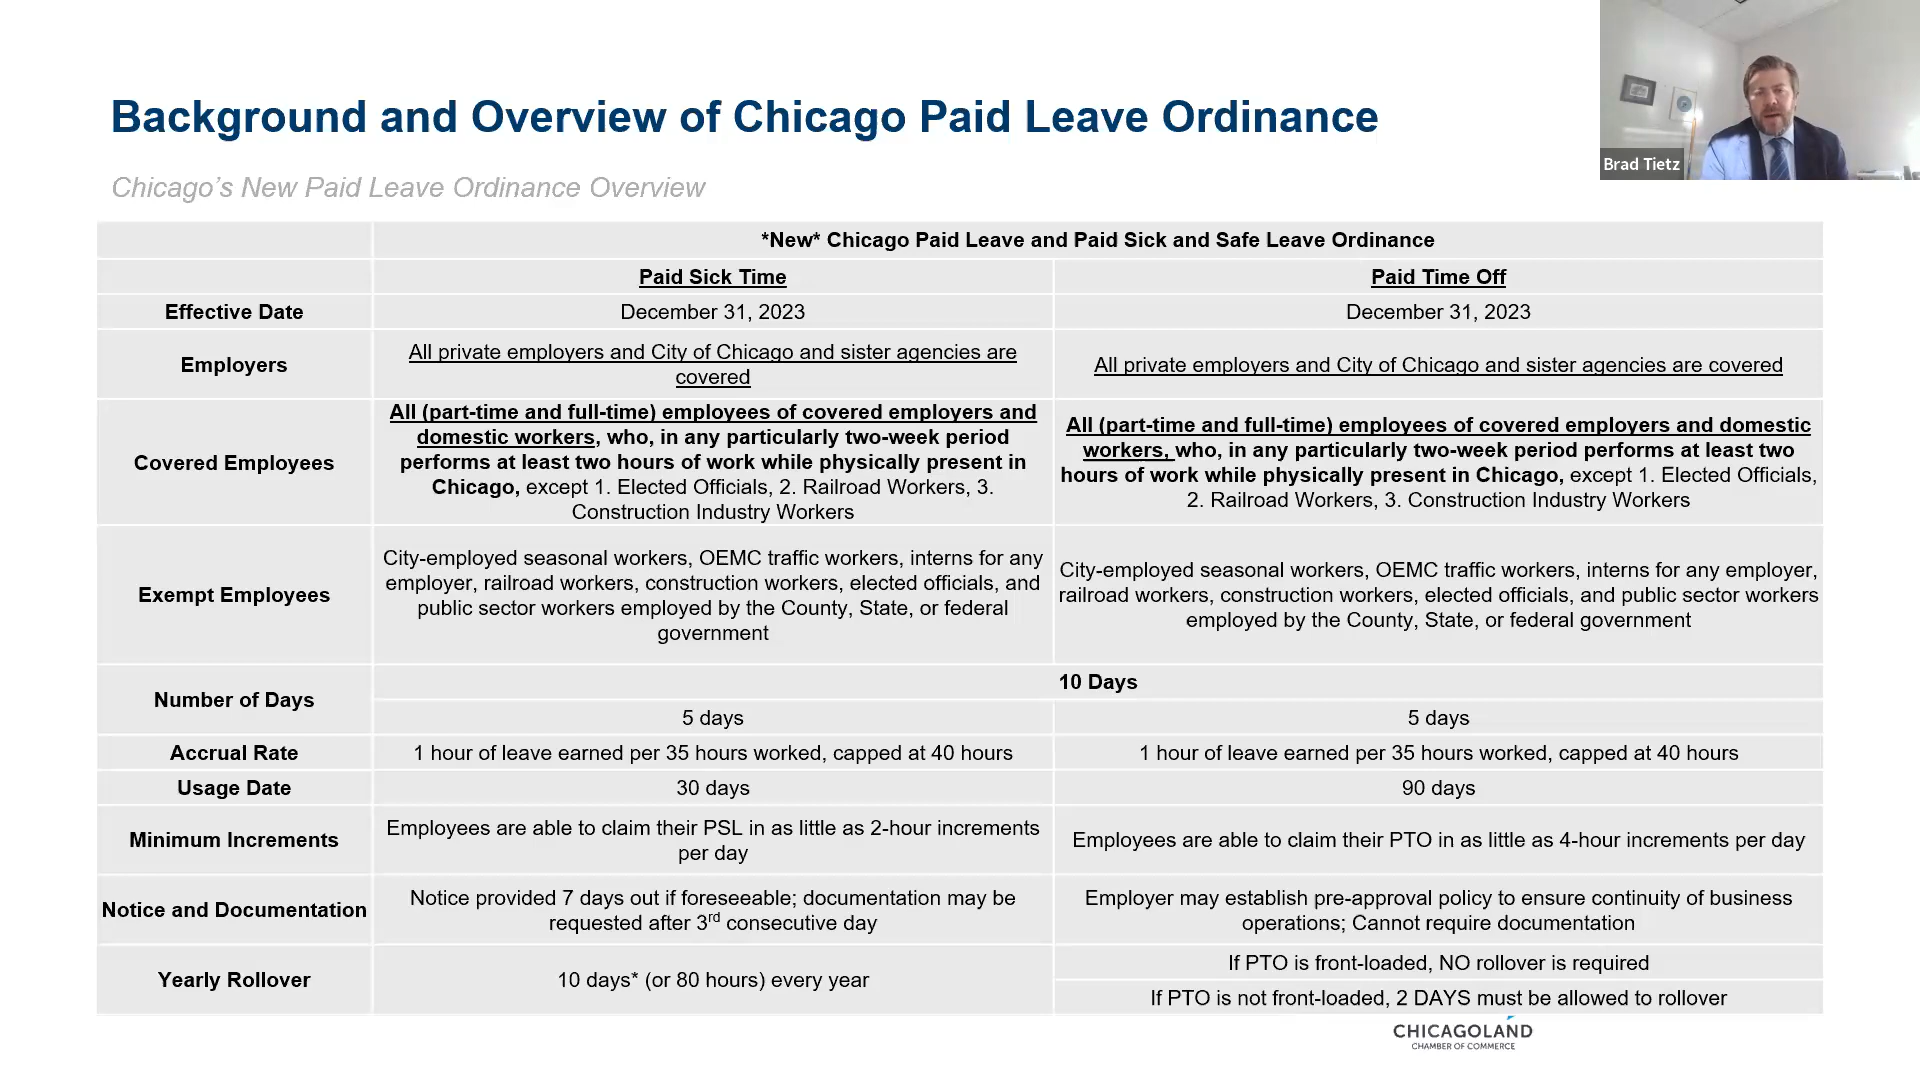 Background and Overview of Chicago Paid Leave Ordinance
Brad Tietz
Chicago's New Paid Leave Ordinance Overview
*New* Chicago Paid Leave and Paid Sick and Safe Leave Ordinance
Paid Sick Time
Paid Time Off
Effective Date
December 31, 2023
December 31, 2023
Employers
All private employers and City of Chicago and sister agencies are
covered
All private employers and City of Chicago and sister agencies are covered
Covered Employees
All (part-time and full-time) employees of covered employers and
domestic workers, who, in any particularly two-week period
performs at least two hours of work while physically present in
Chicago, except 1. Elected Officials, 2. Railroad Workers, 3.
Construction Industry Workers
All (part-time and full-time) employees of covered employers and domestic
workers, who, in any particularly two-week period performs at least two
hours of work while physically present in Chicago, except 1. Elected Officials,
2. Railroad Workers, 3. Construction Industry Workers
Exempt Employees
City-employed seasonal workers, OEMC traffic workers, interns for any
employer, railroad workers, construction workers, elected officials, and
public sector workers employed by the County, State, or federal
government
City-employed seasonal workers, OEMC traffic workers, interns for any employer,
railroad workers, construction workers, elected officials, and public sector workers
employed by the County, State, or federal government
Number of Days
10 Days
5 days
5 days
Accrual Rate
1 hour of leave earned per 35 hours worked, capped at 40 hours
1 hour of leave earned per 35 hours worked, capped at 40 hours
Usage Date
30 days
90 days
Minimum Increments
Employees are able to claim their PSL in as little as 2-hour increments
per day
Employees are able to claim their PTO in as little as 4-hour increments per day
Notice and Documentation
Notice provided 7 days out if foreseeable; documentation may be
requested after 3rd consecutive day
Employer may establish pre-approval policy to ensure continuity of business
operations; Cannot require documentation
Yearly Rollover
10 days* (or 80 hours) every year
If PTO is front-loaded, NO rollover is required
If PTO is not front-loaded, 2 DAYS must be allowed to rollover
CHICAGOLAND
CHAMBER OF COMMERCE